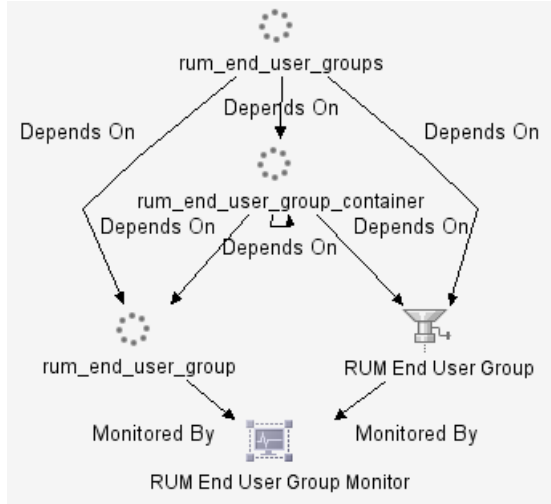 rum_end_user_groups
Depends On
Depends On
Depends On
rum_end_user_group_container
Depends On
Depends On
Depends On
rum_end_user_group
RUM End User Group
Monitored By
Monitored By
RUM End User Group Monitor